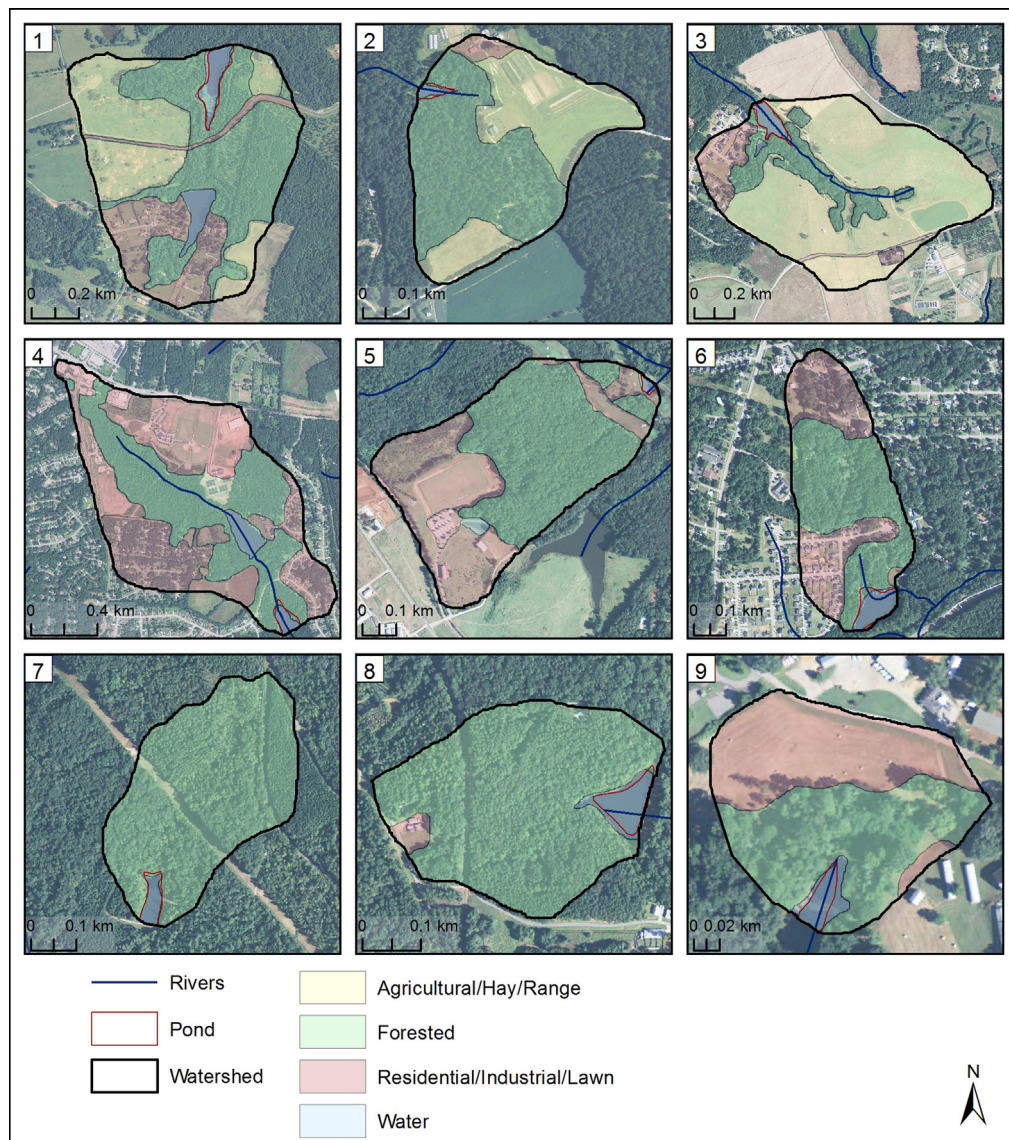 1
2
3
0 0.2 km
0 0.1 km
0 0.2 km
4
5
6
0 0.4 km
0 0.1 km
0 0.1 km
7
8
9
0 0.1 km
0 0.1 km
0 0.02 km
Rivers
Pond
Watershed
Agricultural/Hay/Range
Forested
Residential/Industrial/Lawn
Water
N